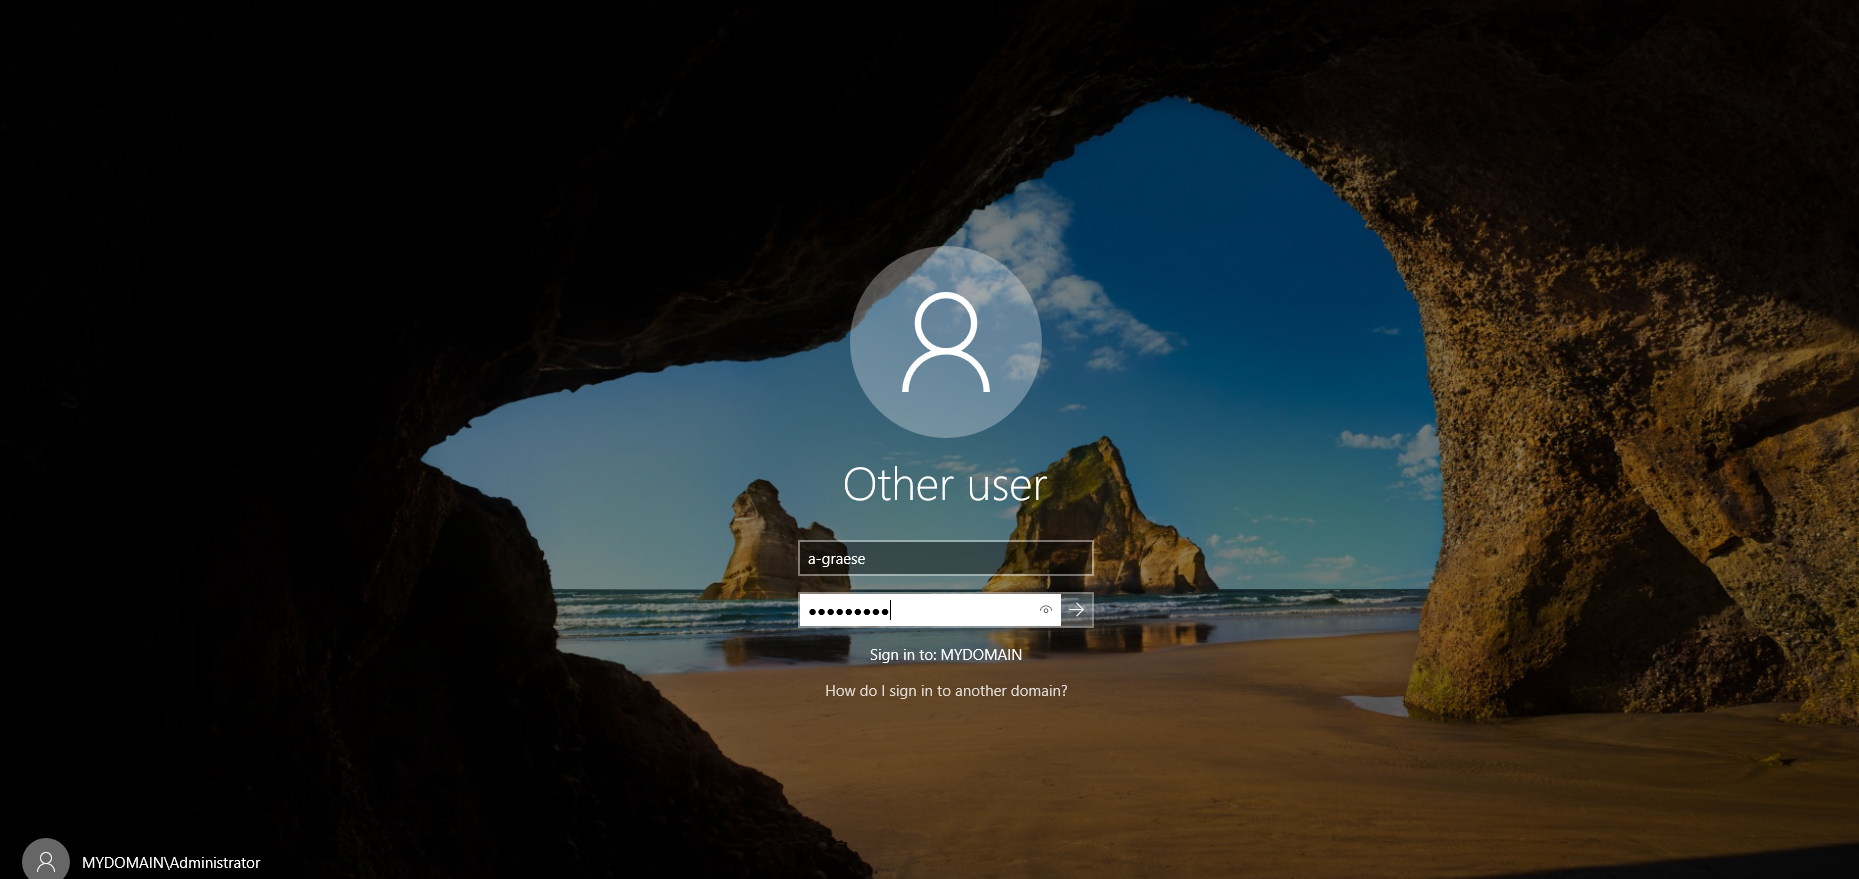 Other user
a-graese
●●●●●●●●●
Sign in to: MYDOMAIN
How do I sign in to another domain?
MYDOMAIN\Administrator